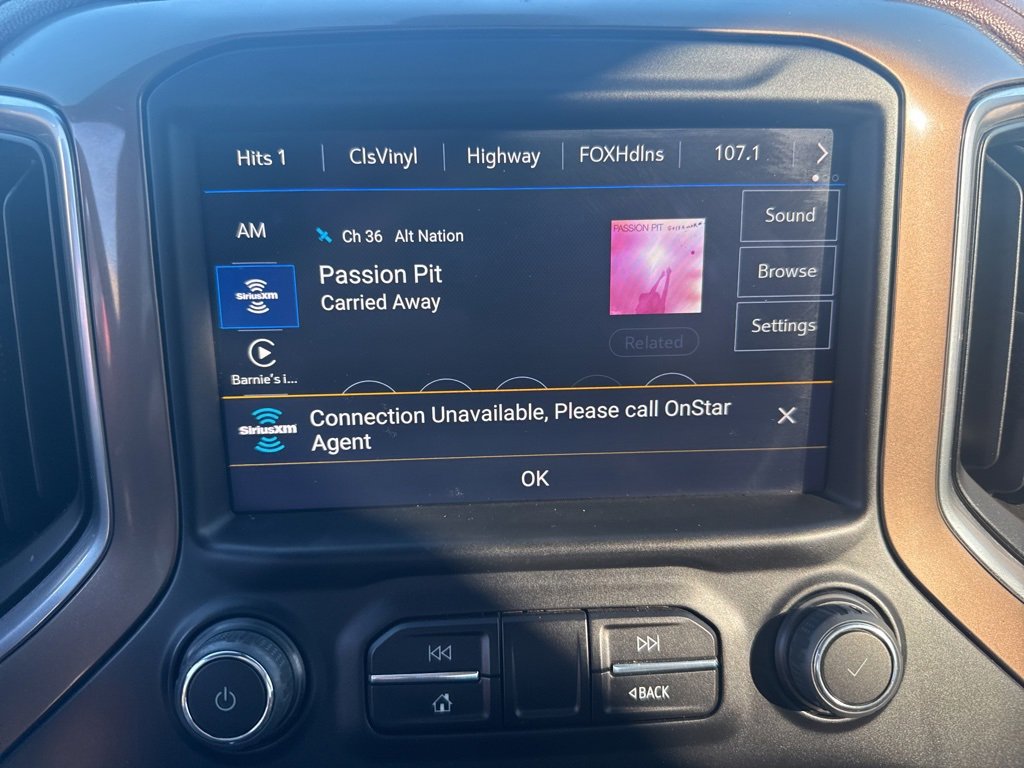 Hits 1
ClsVinyl
Highway
FOXHdlns
107.1
AM
Ch 36 Alt Nation
PASSION PIT
Sound
SiriusXM
Passion Pit
Carried Away
Browse
Settings
Related
Barnie's i...
SiriusXM
Connection Unavailable, Please call OnStar
Agent
OK
BACK